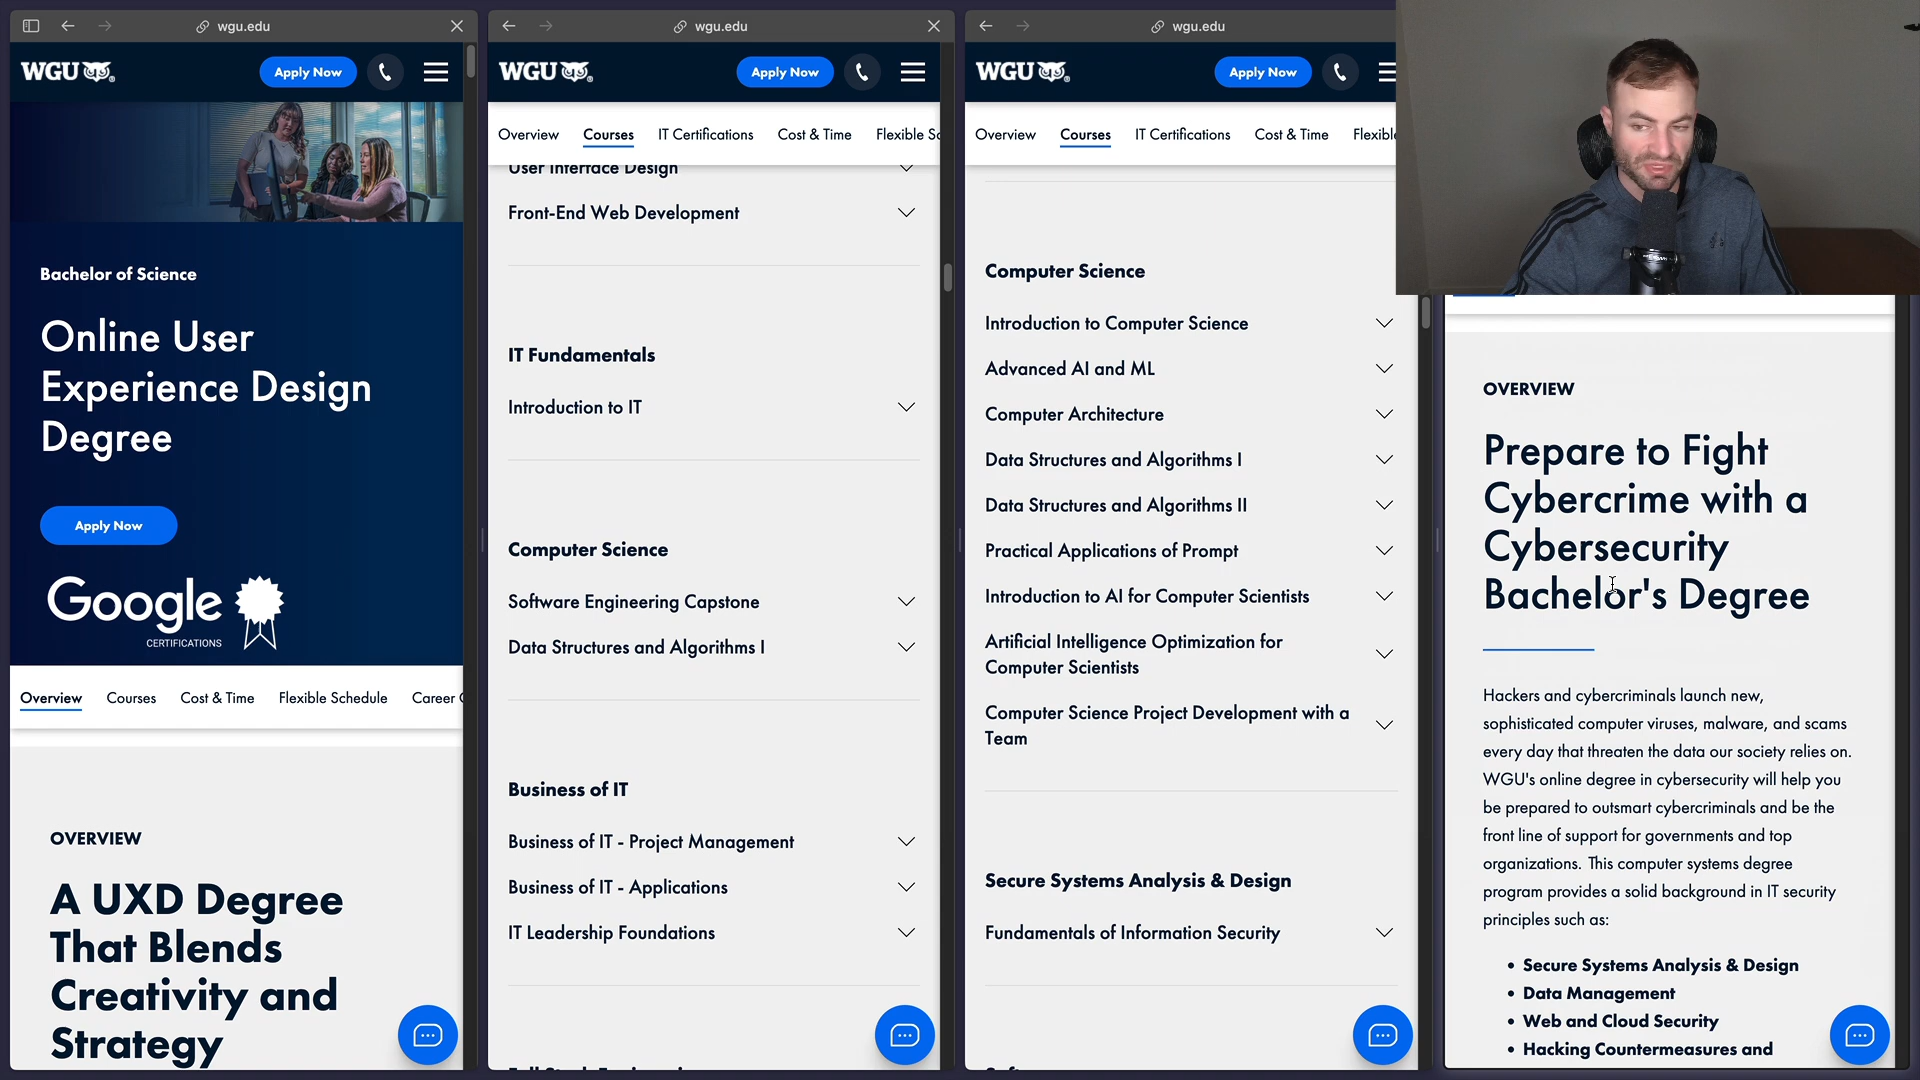 wgu.edu
WGU
Apply Now
Bachelor of Science
Online User
Experience Design
Degree
Apply Now
Google
CERTIFICATIONS
Overview
Courses
Cost & Time
Flexible Schedule
Career
OVERVIEW
A UXD Degree
That Blends
Creativity and
Strategy
wgu.edu
WGU
Apply Now
Overview
Courses
IT Certifications
Cost & Time
Flexible
User Interface Design
Front-End Web Development
IT Fundamentals
Introduction to IT
Computer Science
Software Engineering Capstone
Data Structures and Algorithms I
Business of IT
Business of IT - Project Management
Business of IT - Applications
IT Leadership Foundations
wgu.edu
WGU
Apply Now
Overview
Courses
IT Certifications
Cost & Time
Computer Science
Introduction to Computer Science
Advanced AI and ML
Computer Architecture
Data Structures and Algorithms I
Data Structures and Algorithms II
Practical Applications of Prompt
Introduction to AI for Computer Scientists
Artificial Intelligence Optimization for
Computer Scientists
Computer Science Project Development with a
Team
Secure Systems Analysis & Design
Fundamentals of Information Security
OVERVIEW
Prepare to Fight
Cybercrime with a
Cybersecurity
Bachelor's Degree
Hackers and cybercriminals launch new,
sophisticated computer viruses, malware, and scams
every day that threaten the data our society relies on.
WGU's online degree in cybersecurity will help you
be prepared to outsmart cybercriminals and be the
front line of support for governments and top
organizations. This computer systems degree
program provides a solid background in IT security
principles such as:
• Secure Systems Analysis & Design
• Data Management
• Web and Cloud Security
• Hacking Countermeasures and